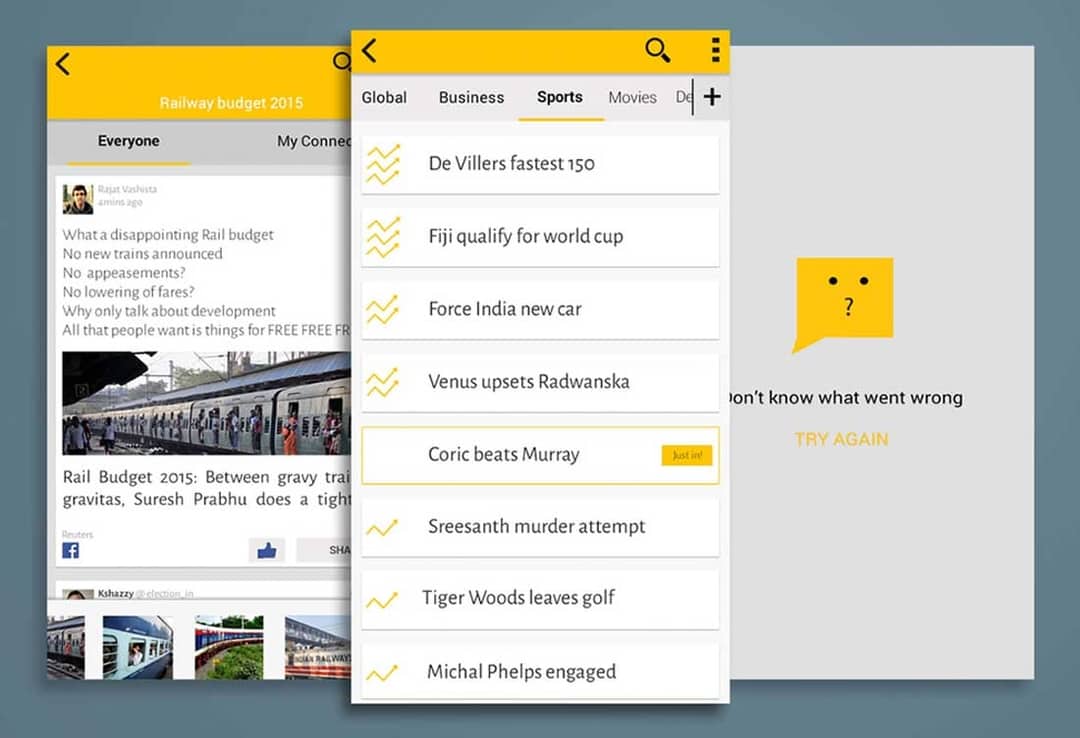 Railway budget 2015
Everyone
My Connec
Rajat Vashista
4mins ago
What a disappointing Rail budget
No new trains announced
No appeasements?
No lowering of fares?
Why only talk about development
All that people want is things for FREE FREE FR
Rail Budget 2015: Between gravy trai
gravitas, Suresh Prabhu does a tight
Reuters
SHA
Kshazzy @election_in
INDIAN RAILWAYS
Global
Business
Sports
Movies
De
De Villers fastest 150
Fiji qualify for world cup
Force India new car
Venus upsets Radwanska
Coric beats Murray
Just in!
Sreesanth murder attempt
Tiger Woods leaves golf
Michal Phelps engaged
?
Don't know what went wrong
TRY AGAIN